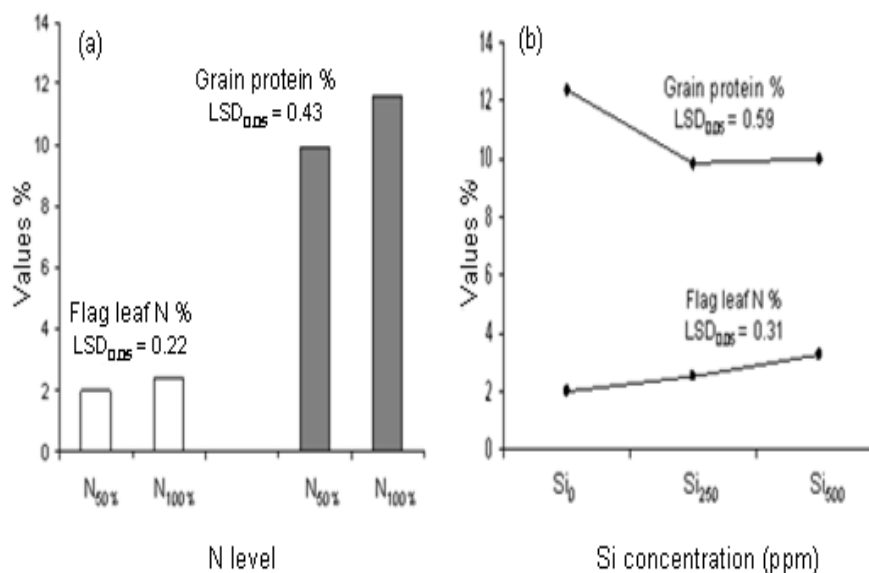 (a)
Values %
14
12
10
8
6
4
2
0
Grain protein %
LSD0.05 = 0.43
Flag leaf N %
LSD0.05 = 0.22
N50%
N100%
N50%
N100%
N level
(b)
Values %
14
12
10
8
6
4
2
0
Grain protein %
LSD0.05 = 0.59
Flag leaf N %
LSD0.05 = 0.31
Si0
Si250
Si500
Si concentration (ppm)